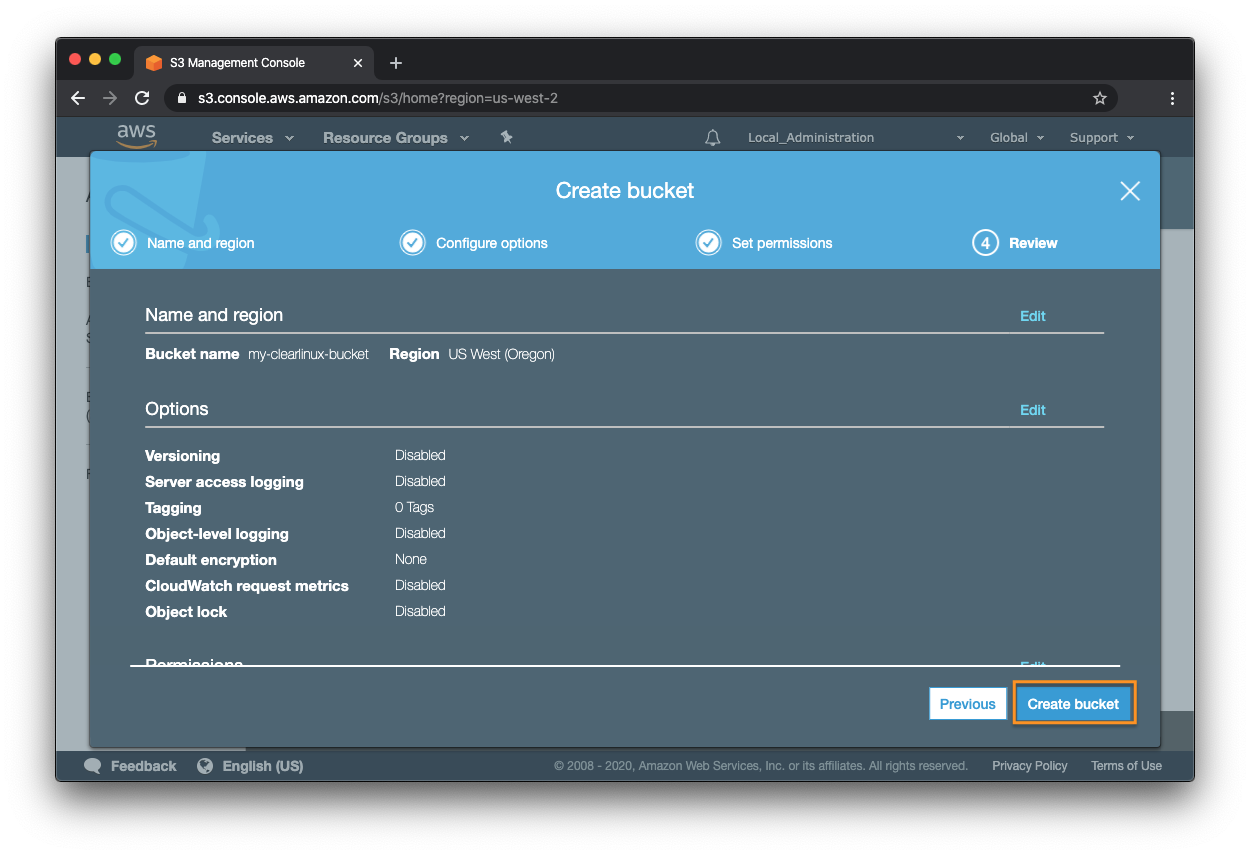 S3 Management Console
s3.console.aws.amazon.com/s3/home?region=us-west-2
aws Services Resource Groups Local_Administration Global Support
Create bucket
Name and region Configure options Set permissions 4 Review
Name and region Edit
Bucket name my-clearlinux-bucket Region US West (Oregon)
Options Edit
Versioning Disabled
Server access logging Disabled
Tagging 0 Tags
Object-level logging Disabled
Default encryption None
CloudWatch request metrics Disabled
Object lock Disabled
Permissions Edit
Previous Create bucket
Feedback English (US) © 2008 - 2020, Amazon Web Services, Inc. or its affiliates. All rights reserved. Privacy Policy Terms of Use